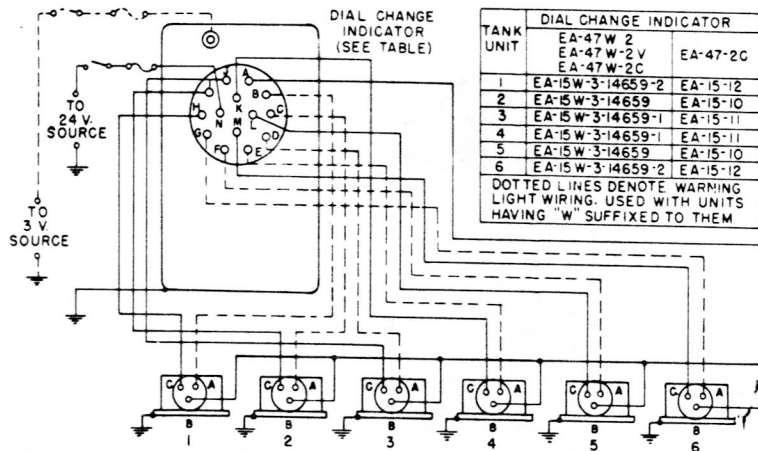 DIAL CHANGE
INDICATOR
(SEE TABLE)
TANK
UNIT
DIAL CHANGE INDICATOR
EA-47W 2
EA-47W-2V
EA-47W-2C
EA-47-2C
1 EA-15W-3-14659-2 EA-15-12
2 EA-15W-3-14659 EA-15-10
3 EA-15W-3-14659-1 EA-15-11
4 EA-15W-3-14659-1 EA-15-11
5 EA-15W-3-14659 EA-15-10
6 EA-15W-3-14659-2 EA-15-12
DOTTED LINES DENOTE WARNING
LIGHT WIRING. USED WITH UNITS
HAVING "W" SUFFIXED TO THEM
TO
24 V.
SOURCE
TO
3 V.
SOURCE
A
B
C
D
E
F
G
H
K
L
M
N
C A
B
1
C A
B
2
C A
B
3
C A
B
4
C A
B
5
C A
B
6